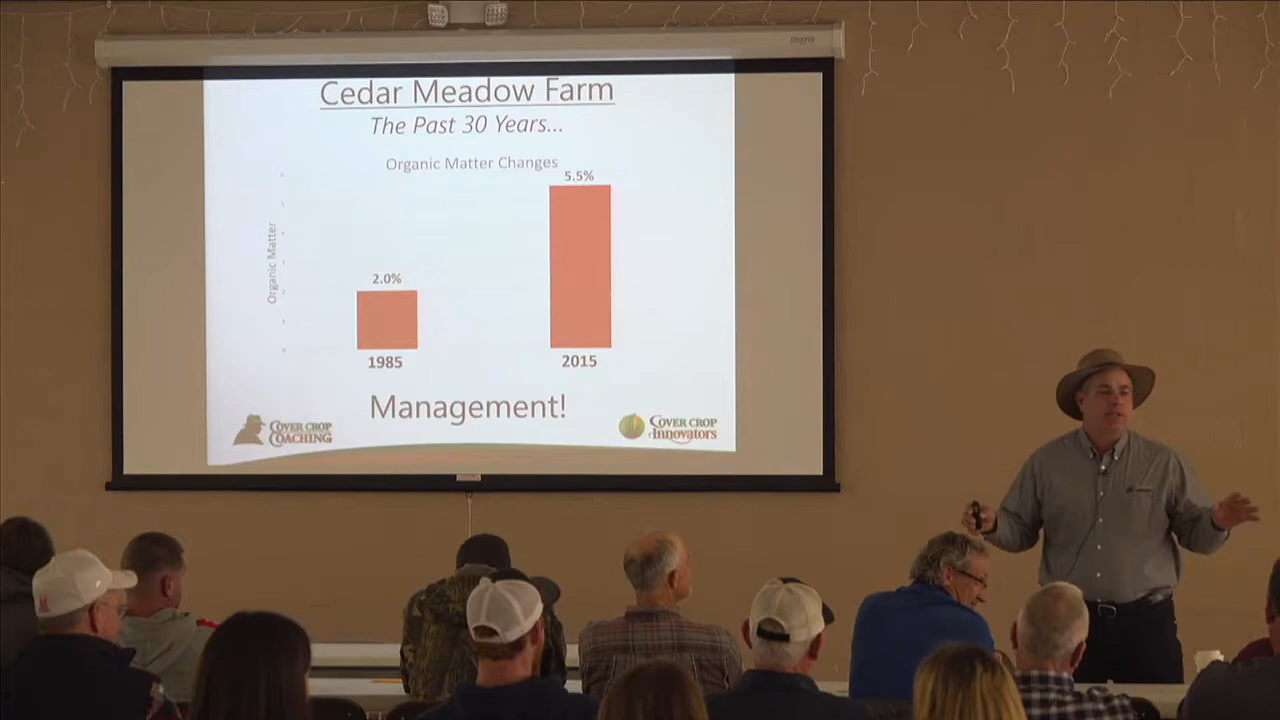 Cedar Meadow Farm
The Past 30 Years...
Organic Matter Changes
5.5%
Organic Matter
2.0%
1985
2015
Management!
COVER CROP
COACHING
COVER CROP
Innovators